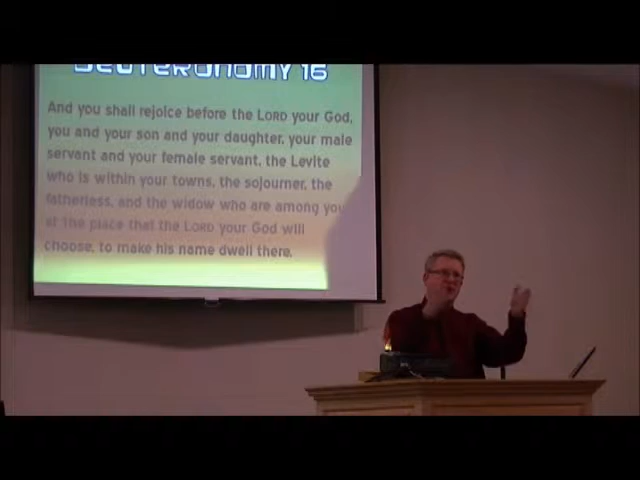 DEUTERONOMY 16
And you shall rejoice before the LORD your God,
you and your son and your daughter, your male
servant and your female servant, the Levite
who is within your towns, the sojourner, the
fatherless, and the widow who are among you
at the place that the LORD your God will
choose, to make his name dwell there.